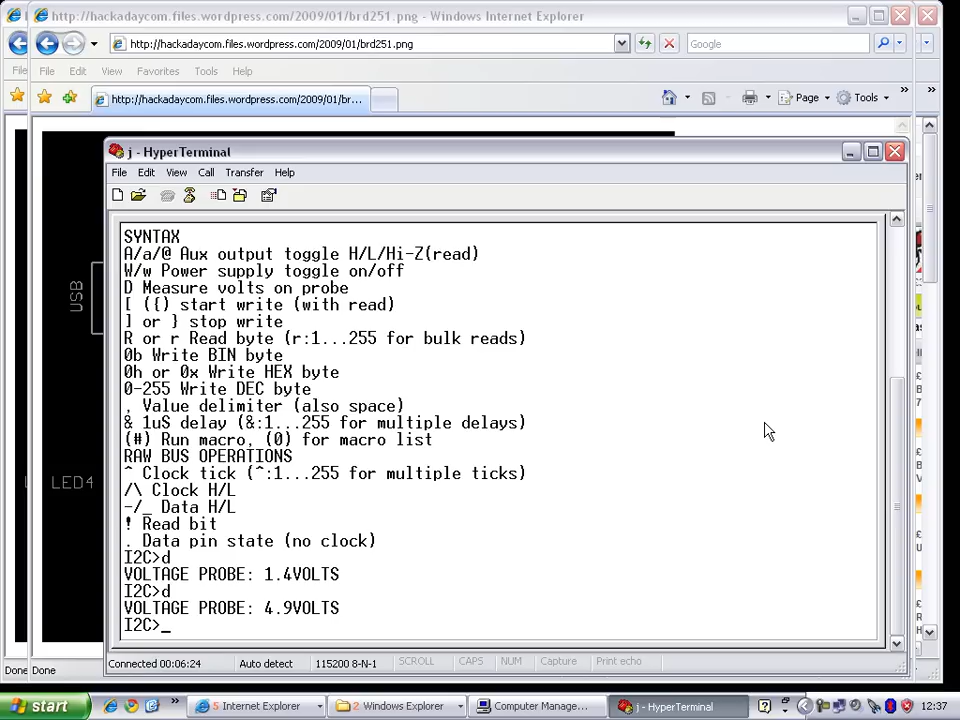 http://hackadaycom.files.wordpress.com/2009/01/brd251.png - Windows Internet Explorer
http://hackadaycom.files.wordpress.com/2009/01/brd251.png
Google
File Edit View Favorites Tools Help
http://hackadaycom.files.wordpress.com/2009/01/br...
Page Tools
j - HyperTerminal
File Edit View Call Transfer Help
USB
LED4
SYNTAX
A/a/@ Aux output toggle H/L/Hi-Z(read)
W/w Power supply toggle on/off
D Measure volts on probe
[ ({) start write (with read)
] or } stop write
R or r Read byte (r:1...255 for bulk reads)
0b Write BIN byte
0h or 0x Write HEX byte
0-255 Write DEC byte
, Value delimiter (also space)
& 1uS delay (&:1...255 for multiple delays)
(#) Run macro, (0) for macro list
RAW BUS OPERATIONS
^ Clock tick (^:1...255 for multiple ticks)
/\ Clock H/L
-/_ Data H/L
! Read bit
. Data pin state (no clock)
I2C>d
VOLTAGE PROBE: 1.4VOLTS
I2C>d
VOLTAGE PROBE: 4.9VOLTS
I2C>_
Connected 00:06:24 Auto detect 115200 8-N-1 SCROLL CAPS NUM Capture Print echo
Done Done
start 5 Internet Explorer 2 Windows Explorer Computer Manage... j - HyperTerminal 12:37